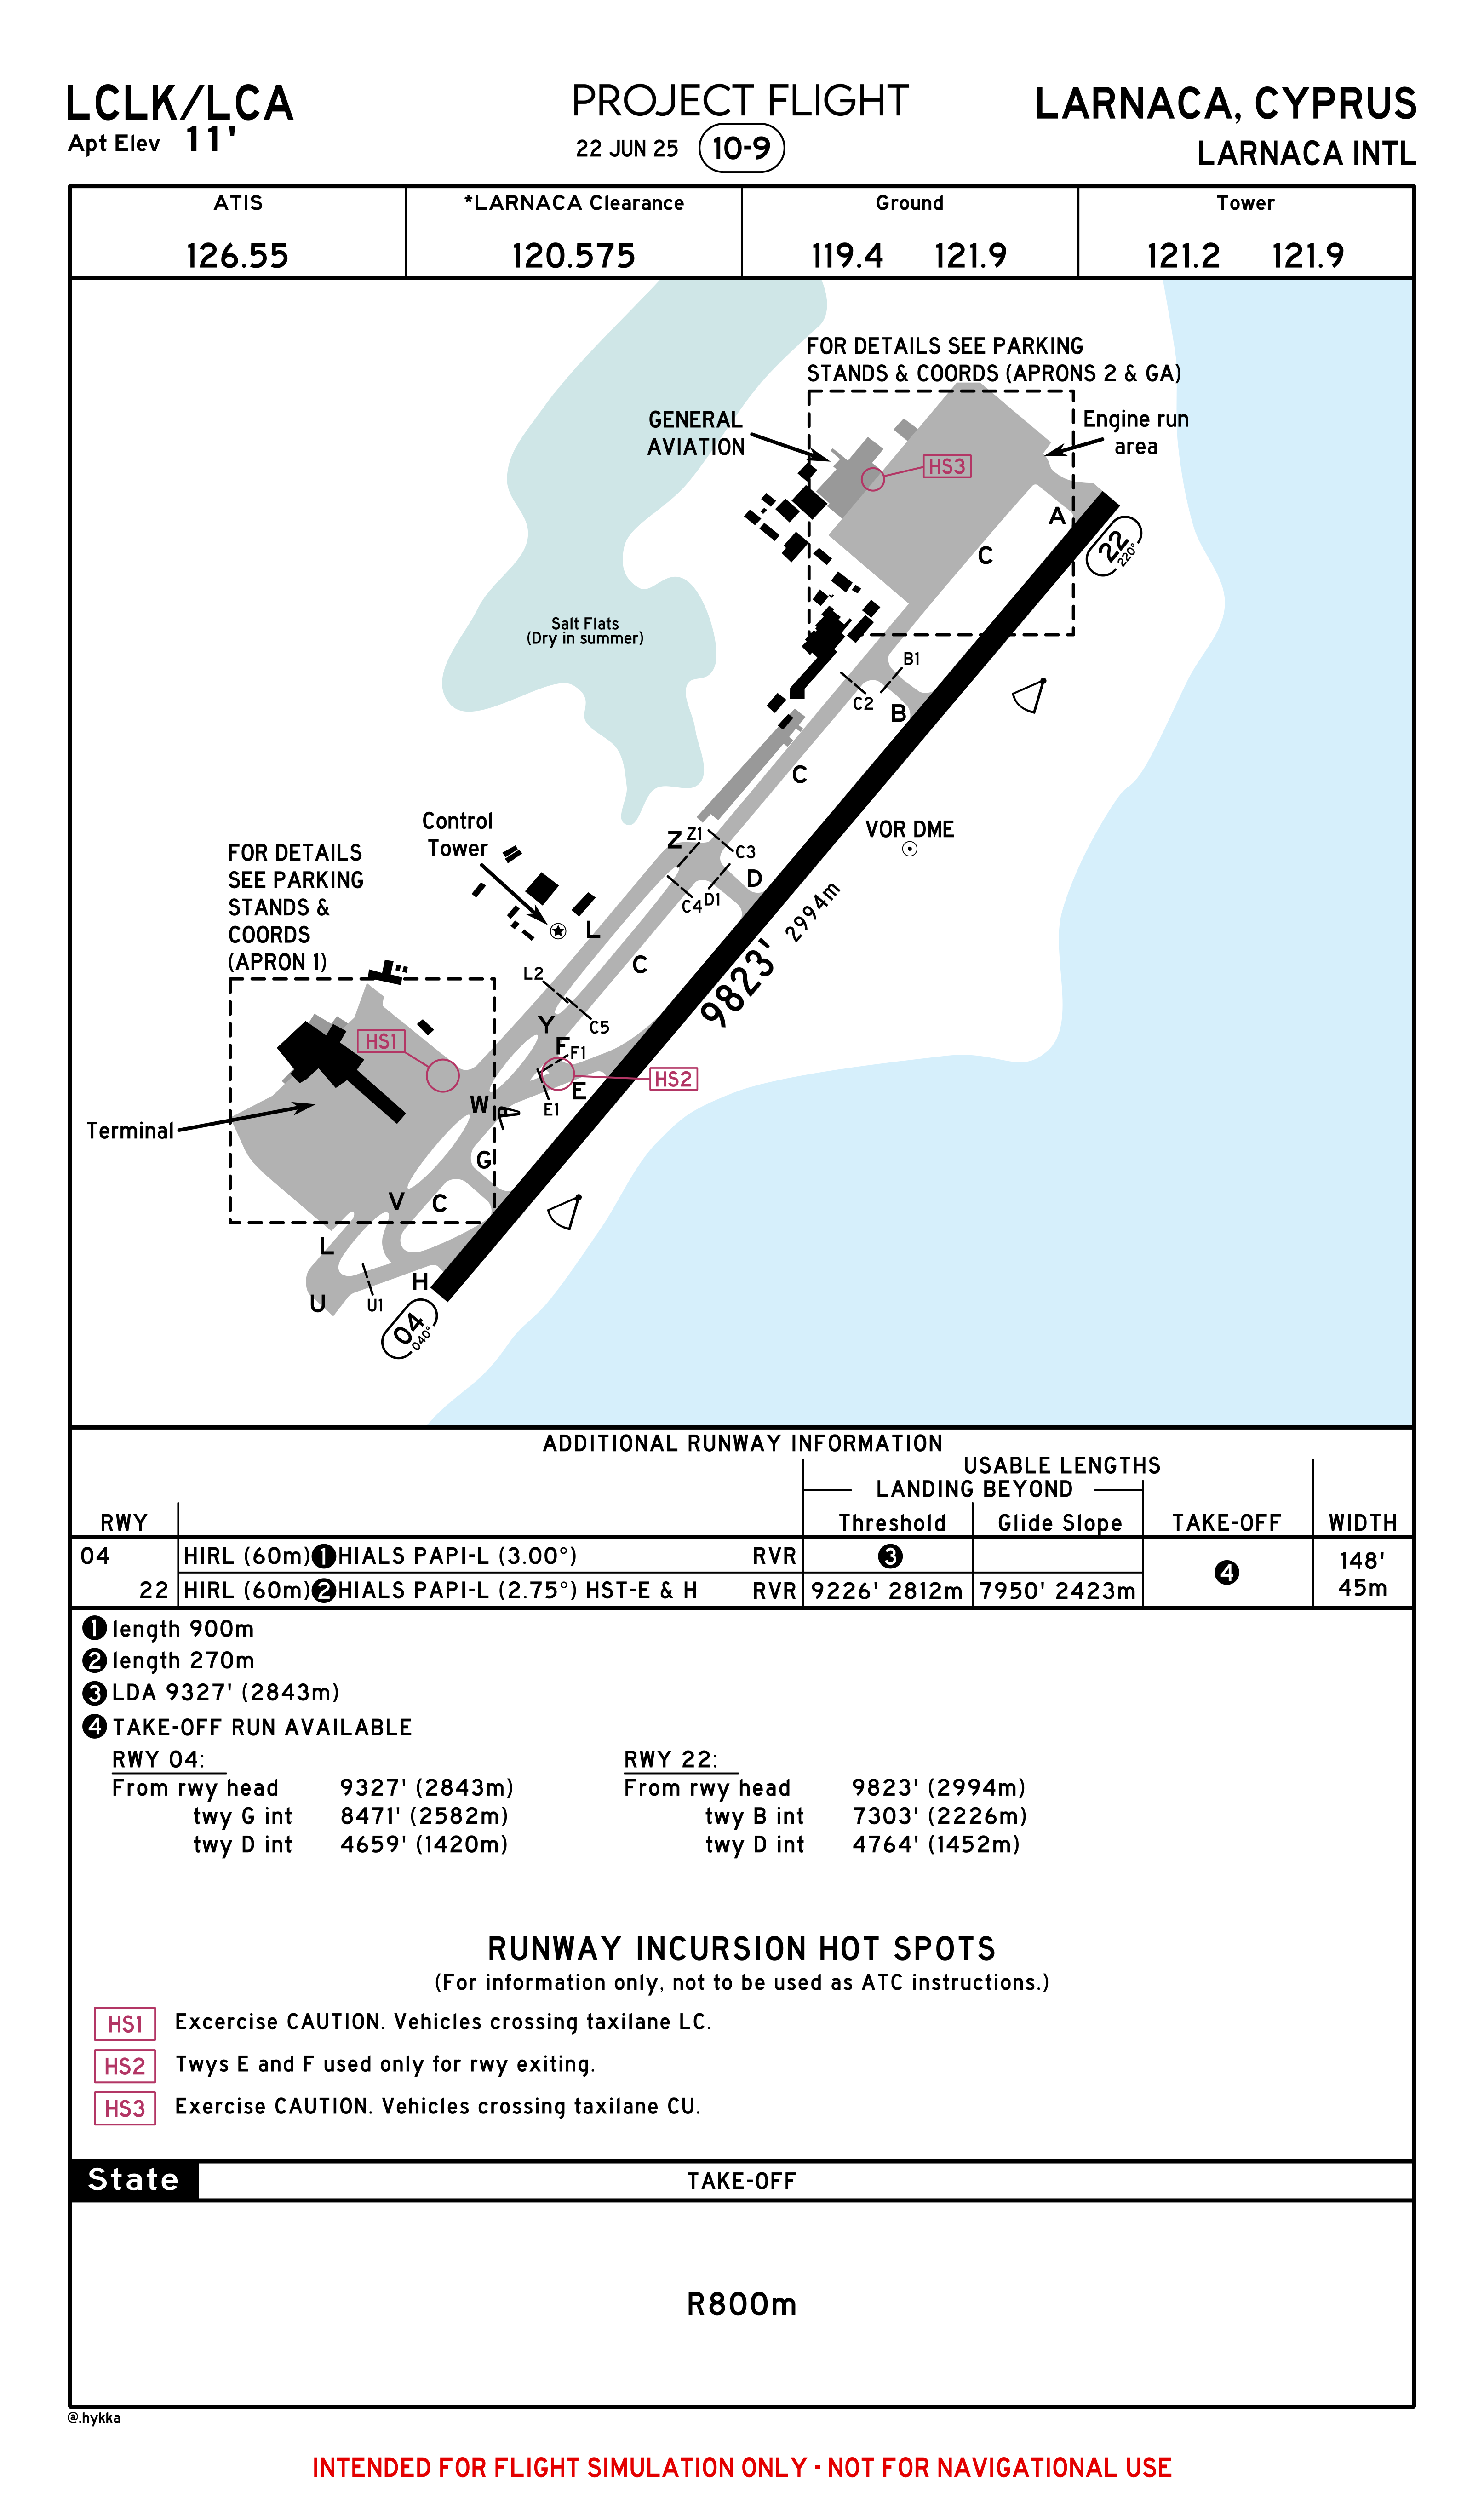 LCLK/LCA
Apt Elev 11'
PROJECT FLIGHT
22 JUN 25 10-9
LARNACA, CYPRUS
LARNACA INTL
ATIS
126.55
*LARNACA Clearance
120.575
Ground
119.4 121.9
Tower
121.2 121.9
FOR DETAILS SEE PARKING
STANDS & COORDS (APRONS 2 & GA)
GENERAL
AVIATION
Engine run
area
HS3
A
22
220°
C
Salt Flats
(Dry in summer)
B1
C2
B
C
VOR DME
Control
Tower
Z
Z1
C3
D
D1
C4
FOR DETAILS
SEE PARKING
STANDS &
COORDS
(APRON 1)
L
C
9823' 2994m
L2
C5
Y
F
F1
HS1
HS2
E
E1
W
Terminal
G
V
C
L
U
U1
H
04
040°
ADDITIONAL RUNWAY INFORMATION
USABLE LENGTHS
LANDING BEYOND
RWY
Threshold
Glide Slope
TAKE-OFF
WIDTH
04 HIRL (60m) 1 HIALS PAPI-L (3.00°) RVR 3
22 HIRL (60m) 2 HIALS PAPI-L (2.75°) HST-E & H RVR 9226' 2812m 7950' 2423m
4
148'
45m
1 length 900m
2 length 270m
3 LDA 9327' (2843m)
4 TAKE-OFF RUN AVAILABLE
RWY 04:
From rwy head 9327' (2843m)
twy G int 8471' (2582m)
twy D int 4659' (1420m)
RWY 22:
From rwy head 9823' (2994m)
twy B int 7303' (2226m)
twy D int 4764' (1452m)
RUNWAY INCURSION HOT SPOTS
(For information only, not to be used as ATC instructions.)
HS1 Excercise CAUTION. Vehicles crossing taxilane LC.
HS2 Twys E and F used only for rwy exiting.
HS3 Exercise CAUTION. Vehicles crossing taxilane CU.
State
TAKE-OFF
R800m
@.hykka
INTENDED FOR FLIGHT SIMULATION ONLY - NOT FOR NAVIGATIONAL USE